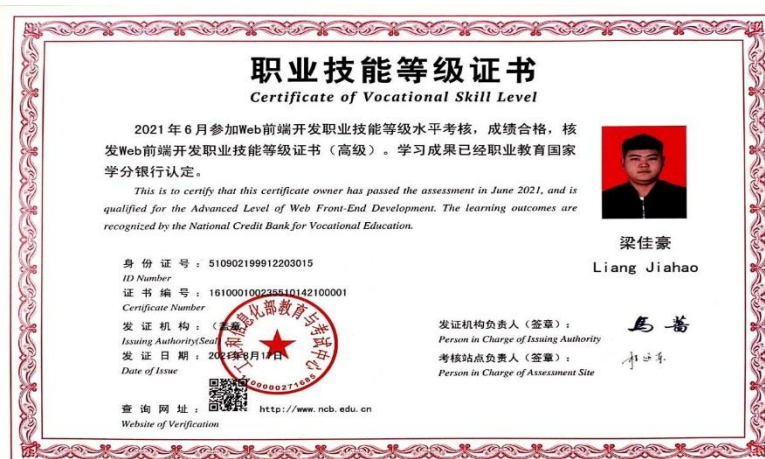 职业技能等级证书
Certificate of Vocational Skill Level
2021年6月参加Web前端开发职业技能等级水平考核，成绩合格，核
发Web前端开发职业技能等级证书（高级）。学习成果已经职业教育国家
学分银行认定。
This is to certify that this certificate owner has passed the assessment in June 2021, and is
qualified for the Advanced Level of Web Front-End Development. The learning outcomes are
recognized by the National Credit Bank for Vocational Education.
梁佳豪
Liang Jiahao
身份证号：510902199912203015
ID Number
证书编号：161000100235510142100001
Certificate Number
发证机构：（盖章）
Issuing Authority(Seal)
发证日期：2021年8月17日
Date of Issue
工业和信息化部教育与考试中心
1100000271685
查询网址：http://www.ncb.edu.cn
Website of Verification
发证机构负责人（签章）：
Person in Charge of Issuing Authority
考核站点负责人（签章）：
Person in Charge of Assessment Site